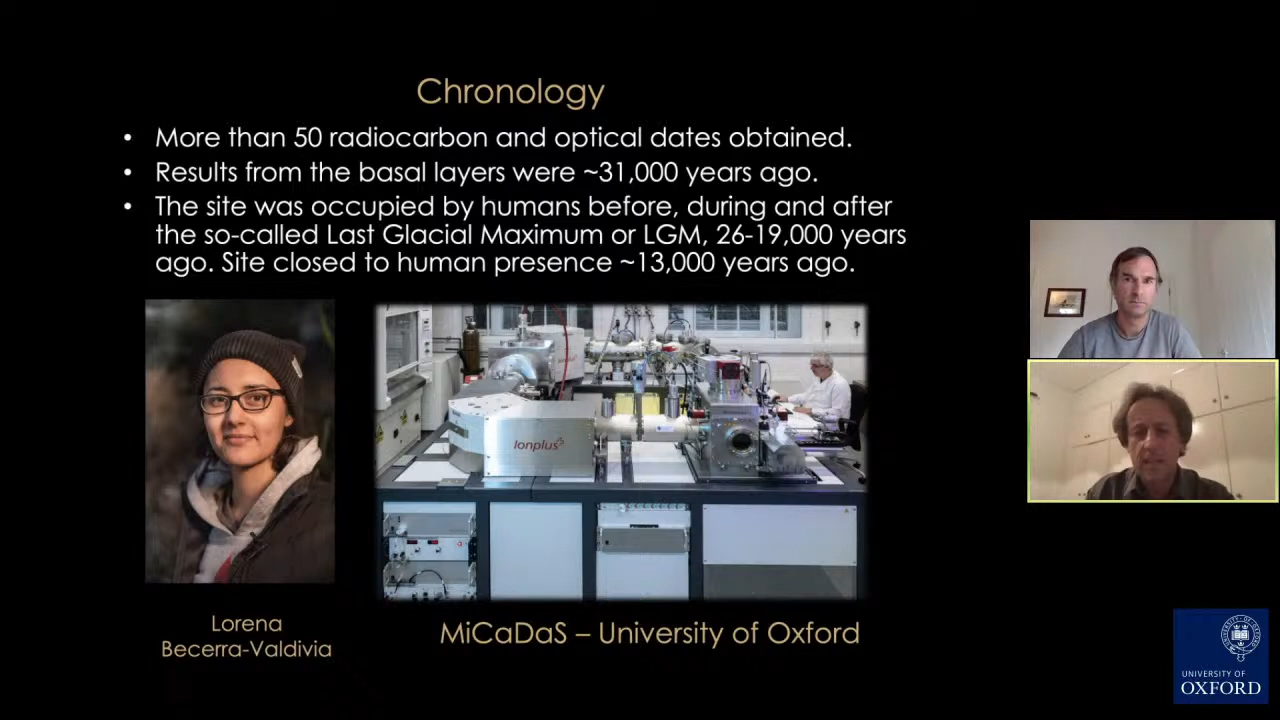 Chronology
• More than 50 radiocarbon and optical dates obtained.
• Results from the basal layers were ~31,000 years ago.
• The site was occupied by humans before, during and after
the so-called Last Glacial Maximum or LGM, 26-19,000 years
ago. Site closed to human presence ~13,000 years ago.
Ionplus
Lorena
Becerra-Valdivia
MiCaDaS – University of Oxford
UNIVERSITY OF
OXFORD